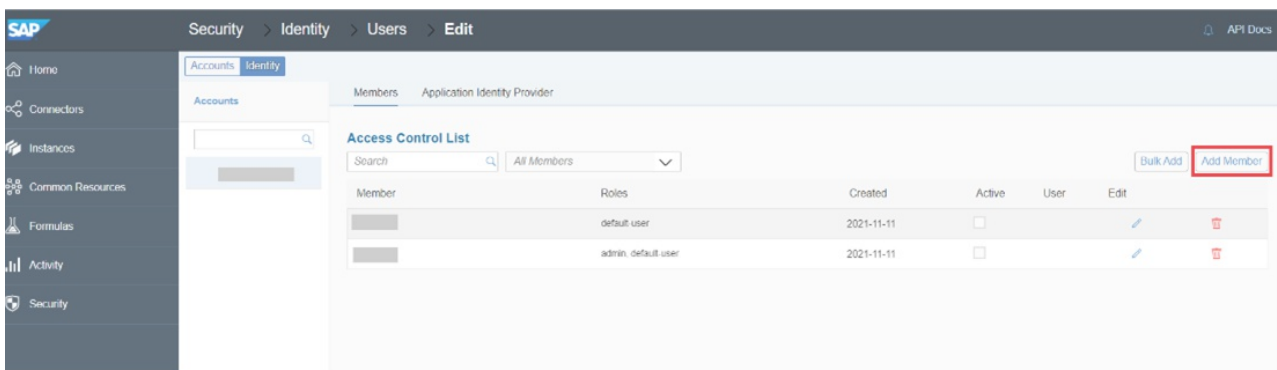 SAP
Security > Identity > Users > Edit
API Docs
Home
Connectors
Instances
Common Resources
Formulas
Activity
Security
Accounts Identity
Accounts
Members Application Identity Provider
Access Control List
Search
All Members
Bulk Add
Add Member
Member Roles Created Active User Edit
default-user 2021-11-11
admin, default-user 2021-11-11